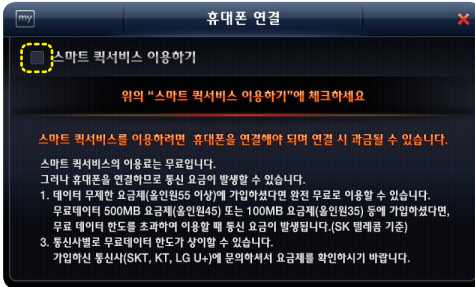 my
휴대폰 연결
스마트 퀵서비스 이용하기
위의 “스마트 퀵서비스 이용하기”에 체크하세요
스마트 퀵서비스를 이용하려면 휴대폰을 연결해야 되며 연결 시 과금될 수 있습니다.
스마트 퀵서비스의 이용료는 무료입니다.
그러나 휴대폰을 연결하므로 통신 요금이 발생할 수 있습니다.
1. 데이터 무제한 요금제(올인원55 이상)에 가입하셨다면 완전 무료로 이용할 수 있습니다.
무료데이터 500MB 요금제(올인원45) 또는 100MB 요금제(올인원35) 등에 가입하셨다면,
무료 데이터 한도를 초과하여 이용할 때 통신 요금이 발생됩니다.(SK 텔레콤 기준)
3. 통신사별로 무료데이터 한도가 상이할 수 있습니다.
가입하신 통신사(SKT, KT, LG U+)에 문의하셔서 요금제를 확인하시기 바랍니다.